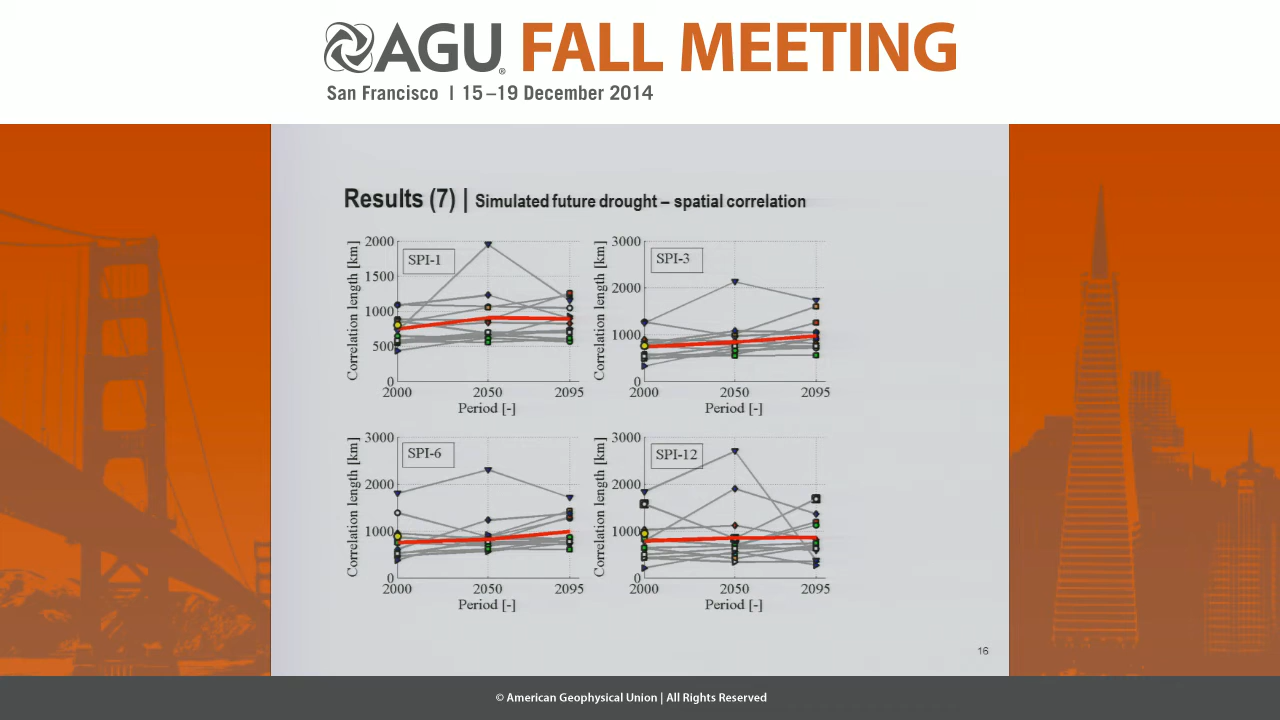 AGU® FALL MEETING
San Francisco | 15–19 December 2014
Results (7) | Simulated future drought – spatial correlation
Correlation length [km]
2000
1500
1000
500
0
SPI-1
2000 2050 2095
Period [-]
Correlation length [km]
3000
2000
1000
0
SPI-3
2000 2050 2095
Period [-]
Correlation length [km]
3000
2000
1000
0
SPI-6
2000 2050 2095
Period [-]
Correlation length [km]
3000
2000
1000
0
SPI-12
2000 2050 2095
Period [-]
16
© American Geophysical Union | All Rights Reserved